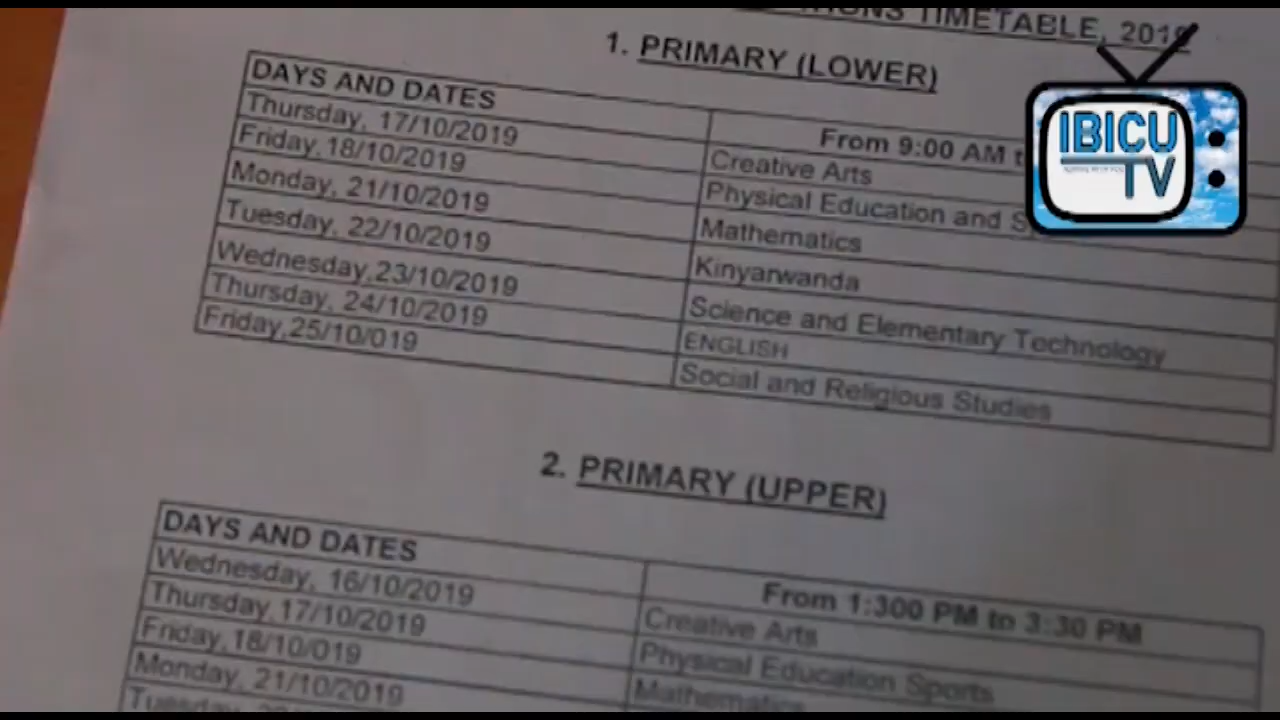 TIMETABLE, 2019
1. PRIMARY (LOWER)
DAYS AND DATES From 9:00 AM
Thursday, 17/10/2019 Creative Arts
Friday,18/10/2019 Physical Education and
Monday, 21/10/2019 Mathematics
Tuesday, 22/10/2019 Kinyarwanda
Wednesday,23/10/2019 Science and Elementary Technology
Thursday, 24/10/2019 ENGLISH
Friday,25/10/019 Social and Religious Studies
IBICU
TV
2. PRIMARY (UPPER)
DAYS AND DATES From 1:300 PM to 3:30 PM
Wednesday, 16/10/2019 Creative Arts
Thursday,17/10/2019 Physical Education Sports
Friday,18/10/019 Mathematics
Monday, 21/10/2019
Tuesday,